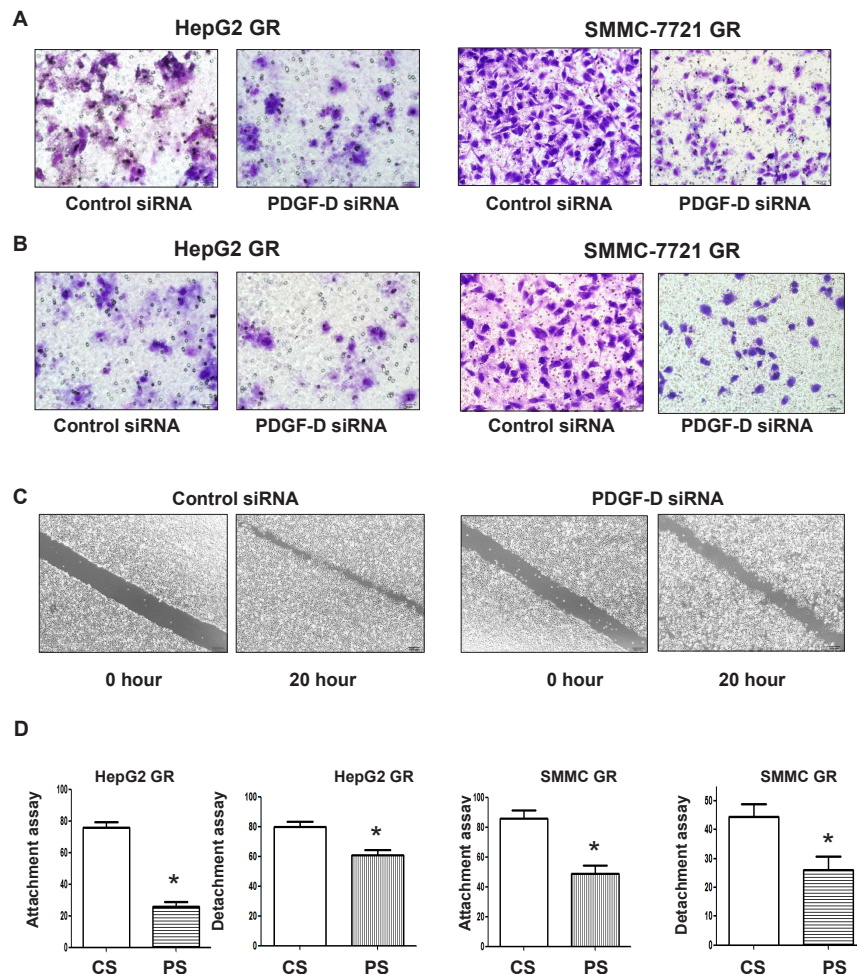 A
HepG2 GR
SMMC-7721 GR
Control siRNA
PDGF-D siRNA
Control siRNA
PDGF-D siRNA
B
HepG2 GR
SMMC-7721 GR
Control siRNA
PDGF-D siRNA
Control siRNA
PDGF-D siRNA
C
Control siRNA
PDGF-D siRNA
0 hour
20 hour
0 hour
20 hour
D
HepG2 GR
Attachment assay
100
80
60
40
20
0
*
CS
PS
HepG2 GR
Detachment assay
100
80
60
40
20
0
*
CS
PS
SMMC GR
Attachment assay
100
80
60
40
20
0
*
CS
PS
SMMC GR
Detachment assay
50
40
30
20
10
0
*
CS
PS